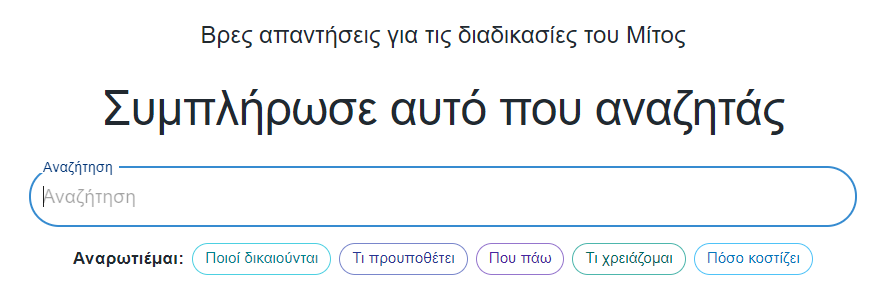 Βρες απαντήσεις για τις διαδικασίες του Μίτος
Συμπλήρωσε αυτό που αναζητάς
Αναζήτηση
Αναζήτηση
Αναρωτιέμαι: Ποιοί δικαιούνται Τι προυποθέτει Που πάω Τι χρειάζομαι Πόσο κοστίζει